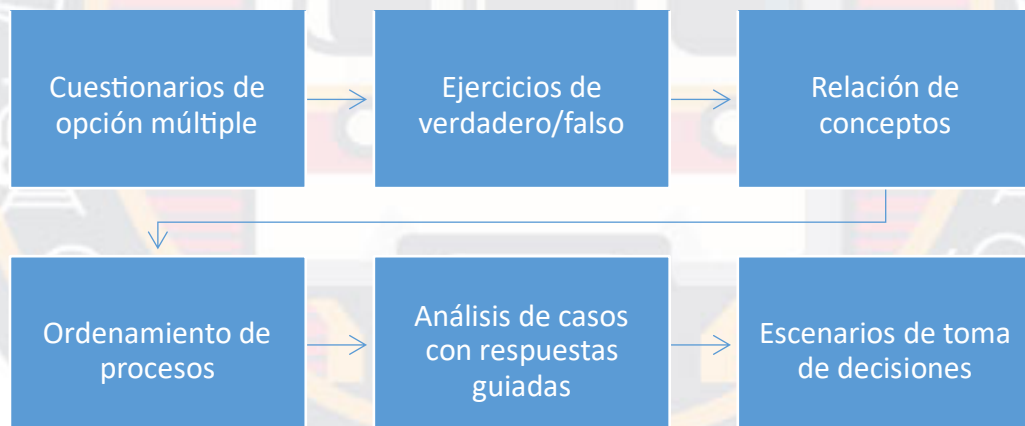 Cuestionarios de
opción múltiple
Ejercicios de
verdadero/falso
Relación de
conceptos
Ordenamiento de
procesos
Análisis de casos
con respuestas
guiadas
Escenarios de toma
de decisiones